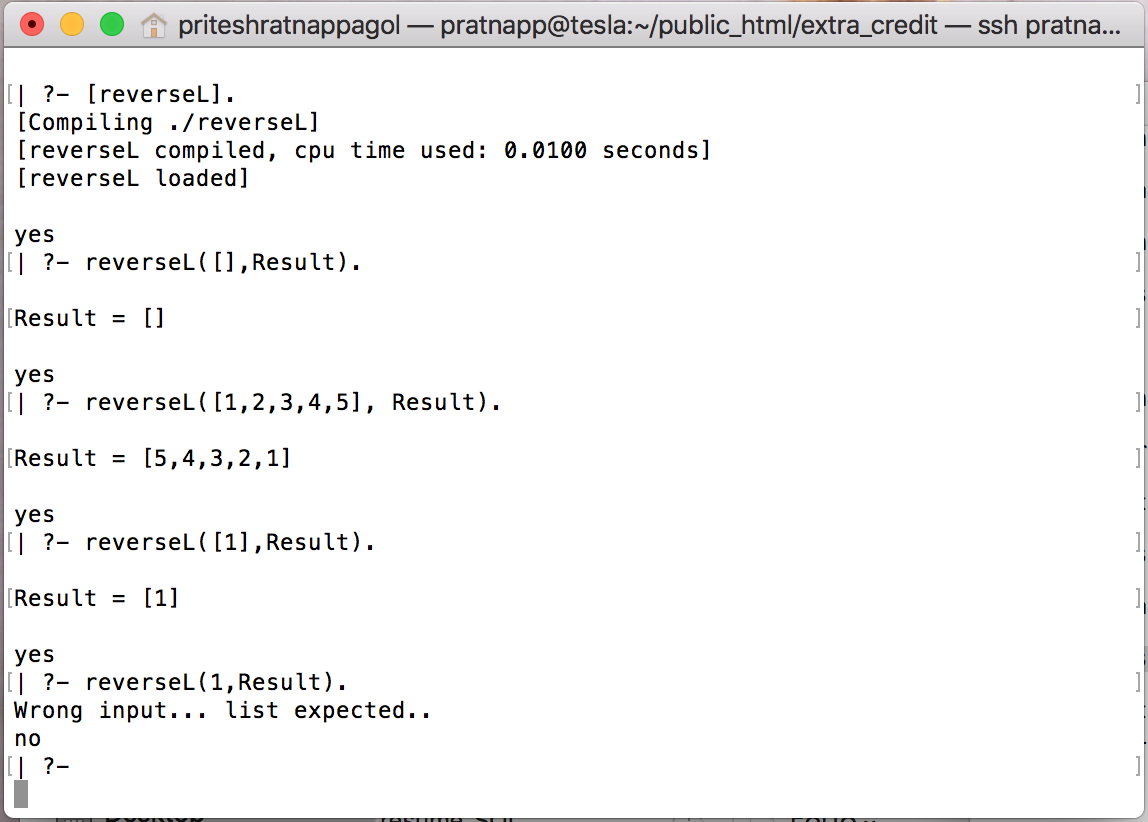 priteshratnappagol — pratnapp@tesla:~/public_html/extra_credit — ssh pratna...
[| ?- [reverseL]. ]
[Compiling ./reverseL]
[reverseL compiled, cpu time used: 0.0100 seconds]
[reverseL loaded]
yes
[| ?- reverseL([],Result). ]
[Result = [] ]
yes
[| ?- reverseL([1,2,3,4,5], Result). ]
[Result = [5,4,3,2,1] ]
yes
[| ?- reverseL([1],Result). ]
[Result = [1] ]
yes
[| ?- reverseL(1,Result). ]
Wrong input... list expected..
no
[| ?- ]